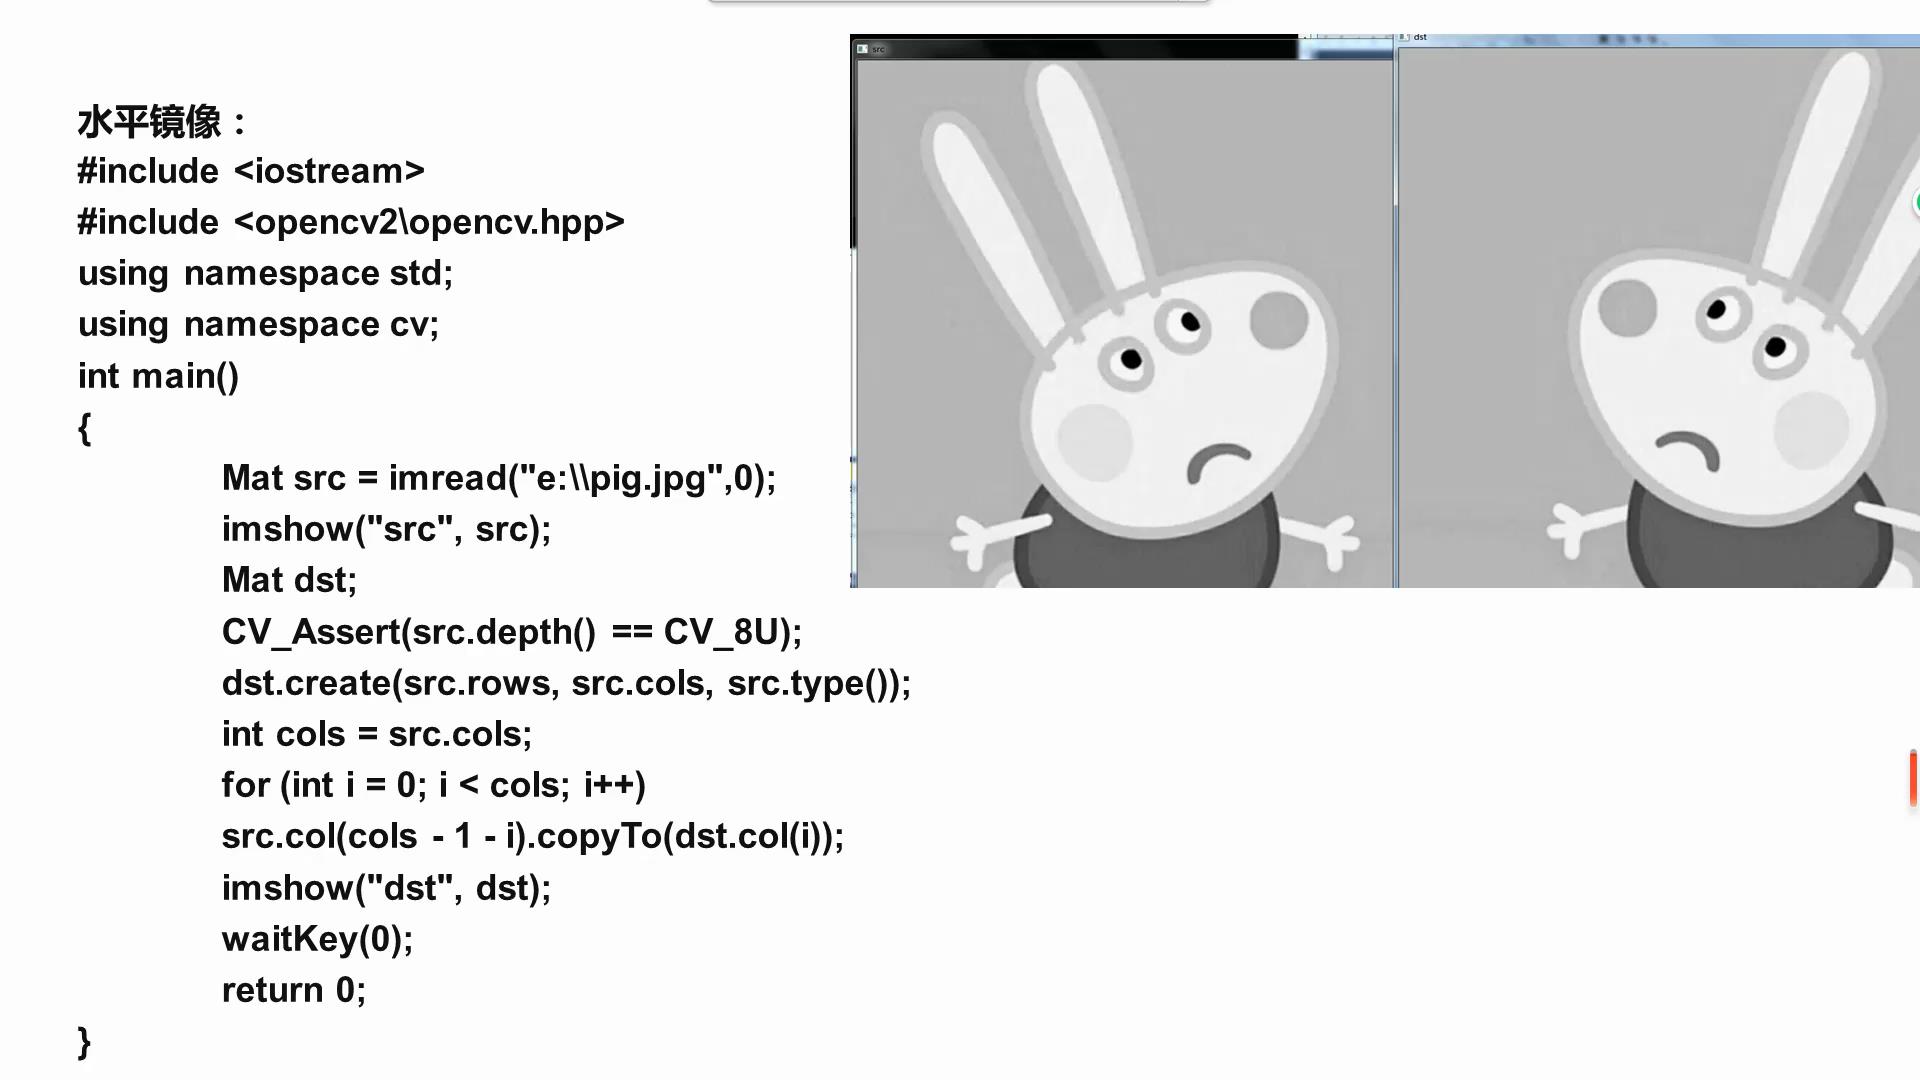 水平镜像：
#include <iostream>
#include <opencv2\opencv.hpp>
using namespace std;
using namespace cv;
int main()
{
Mat src = imread("e:\\pig.jpg",0);
imshow("src", src);
Mat dst;
CV_Assert(src.depth() == CV_8U);
dst.create(src.rows, src.cols, src.type());
int cols = src.cols;
for (int i = 0; i < cols; i++)
src.col(cols - 1 - i).copyTo(dst.col(i));
imshow("dst", dst);
waitKey(0);
return 0;
}
src
dst